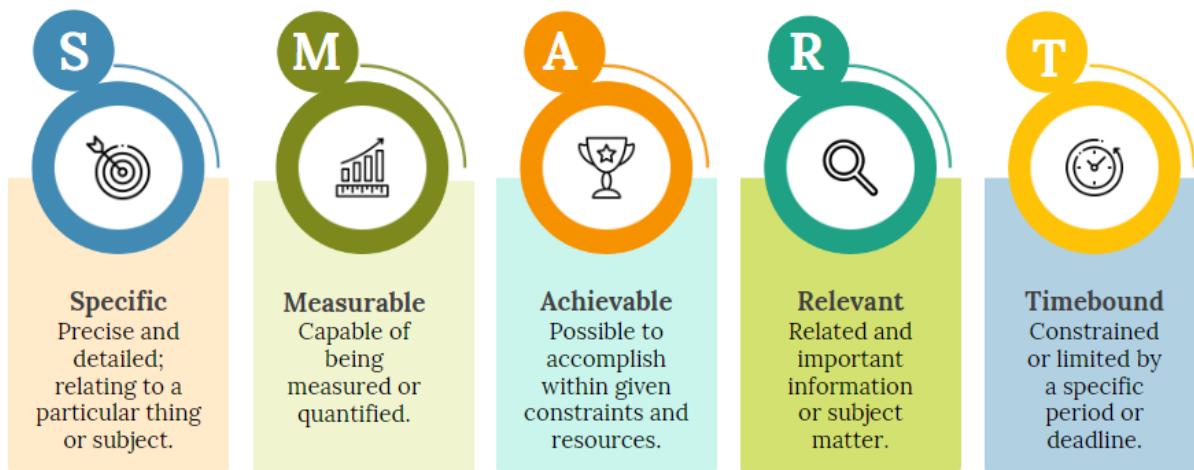 S
M
A
R
T
Specific
Precise and
detailed;
relating to a
particular thing
or subject.
Measurable
Capable of
being
measured or
quantified.
Achievable
Possible to
accomplish
within given
constraints and
resources.
Relevant
Related and
important
information
or subject
matter.
Timebound
Constrained
or limited by
a specific
period or
deadline.